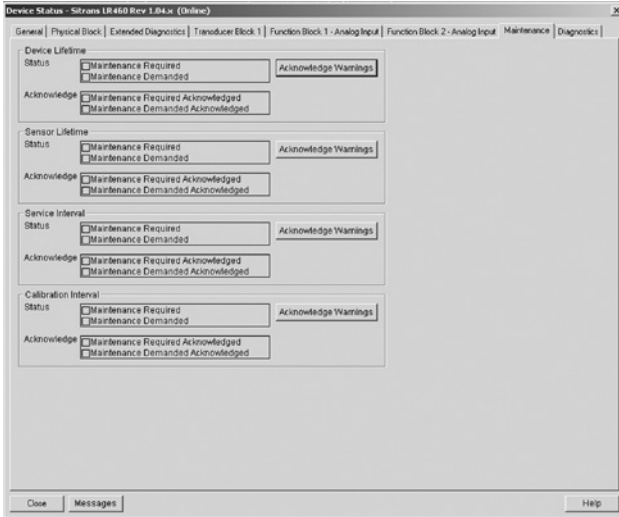 Device Status - Sitrans LR460 Rev 1.04.x (Online)
General | Physical Block | Extended Diagnostics | Transducer Block 1 | Function Block 1 - Analog Input | Function Block 2 - Analog Input | Maintenance | Diagnostics
Device Lifetime
Status
Maintenance Required
Maintenance Demanded
Acknowledge Warnings
Acknowledge
Maintenance Required Acknowledged
Maintenance Demanded Acknowledged
Sensor Lifetime
Status
Maintenance Required
Maintenance Demanded
Acknowledge Warnings
Acknowledge
Maintenance Required Acknowledged
Maintenance Demanded Acknowledged
Service Interval
Status
Maintenance Required
Maintenance Demanded
Acknowledge Warnings
Acknowledge
Maintenance Required Acknowledged
Maintenance Demanded Acknowledged
Calibration Interval
Status
Maintenance Required
Maintenance Demanded
Acknowledge Warnings
Acknowledge
Maintenance Required Acknowledged
Maintenance Demanded Acknowledged
Close
Messages
Help